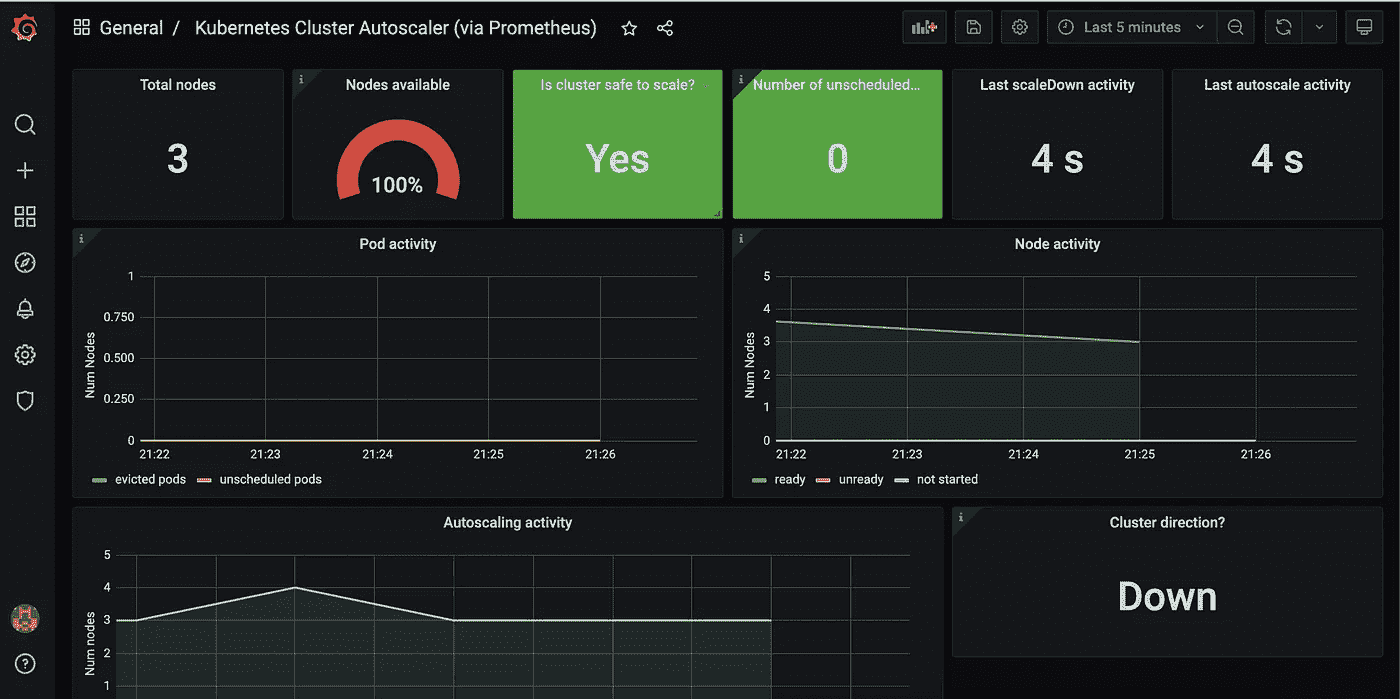 General / Kubernetes Cluster Autoscaler (via Prometheus)
Last 5 minutes
Total nodes
3
Nodes available
100%
Is cluster safe to scale?
Yes
Number of unscheduled...
0
Last scaleDown activity
4 s
Last autoscale activity
4 s
Pod activity
Num Nodes
1
0.750
0.500
0.250
0
21:22 21:23 21:24 21:25 21:26
evicted pods unscheduled pods
Node activity
Num Nodes
5
4
3
2
1
0
21:22 21:23 21:24 21:25 21:26
ready unready not started
Autoscaling activity
Num nodes
5
4
3
2
1
Cluster direction?
Down